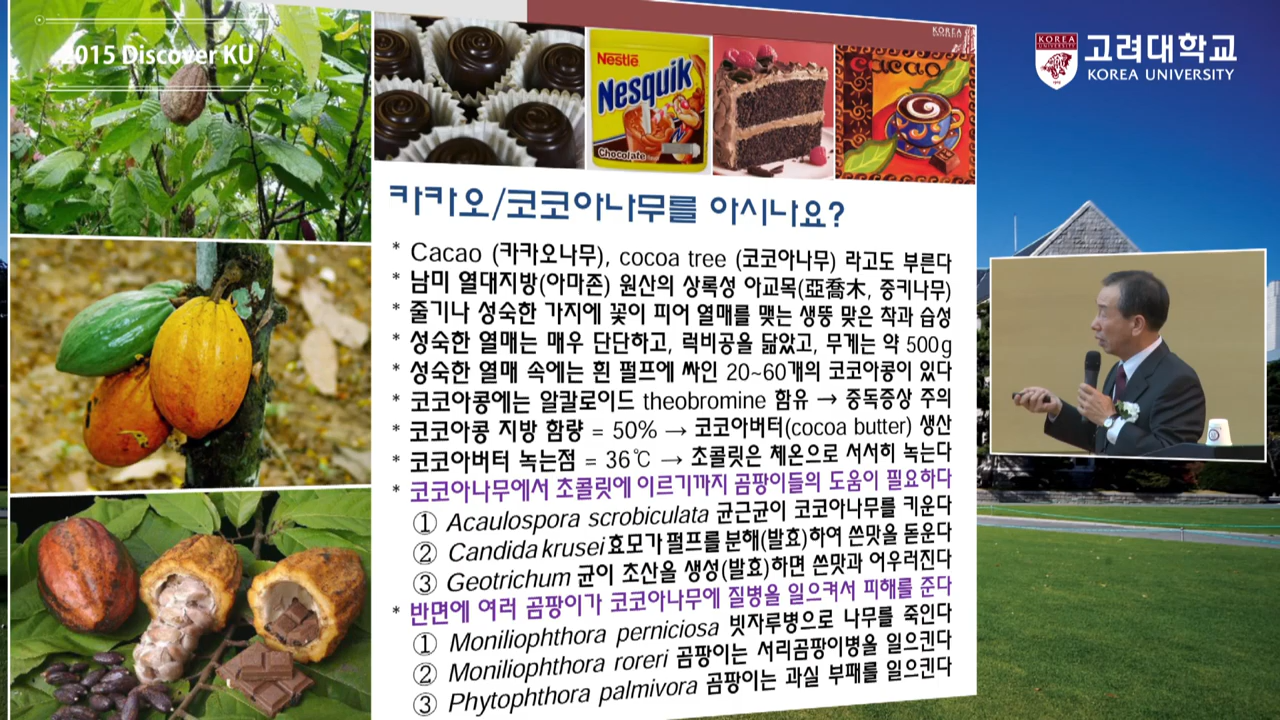 2015 Discover KU
KOREA
UNIVERSITY
고려대학교
KOREA UNIVERSITY
Nestlé
Nesquik
Chocolate
cacao
카카오/코코아나무를 아시나요?
* Cacao (카카오나무), cocoa tree (코코아나무) 라고도 부른다
* 남미 열대지방(아마존) 원산의 상록성 아교목(亞喬木, 중키나무)
* 줄기나 성숙한 가지에 꽃이 피어 열매를 맺는 생뚱 맞은 착과 습성
* 성숙한 열매는 매우 단단하고, 럭비공을 닮았고, 무게는 약 500g
* 성숙한 열매 속에는 흰 펄프에 싸인 20~60개의 코코아콩이 있다
* 코코아콩에는 알칼로이드 theobromine 함유 → 중독증상 주의
* 코코아콩 지방 함량 = 50% → 코코아버터(cocoa butter) 생산
* 코코아버터 녹는점 = 36℃ → 초콜릿은 체온으로 서서히 녹는다
* 코코아나무에서 초콜릿에 이르기까지 곰팡이들의 도움이 필요하다
① Acaulospora scrobiculata 균근균이 코코아나무를 키운다
② Candida krusei 효모가 펄프를 분해(발효)하여 쓴맛을 돋운다
③ Geotrichum 균이 초산을 생성(발효)하면 쓴맛과 어우러진다
* 반면에 여러 곰팡이가 코코아나무에 질병을 일으켜서 피해를 준다
① Moniliophthora perniciosa 빗자루병으로 나무를 죽인다
② Moniliophthora roreri 곰팡이는 서리곰팡이병을 일으킨다
③ Phytophthora palmivora 곰팡이는 과실 부패를 일으킨다